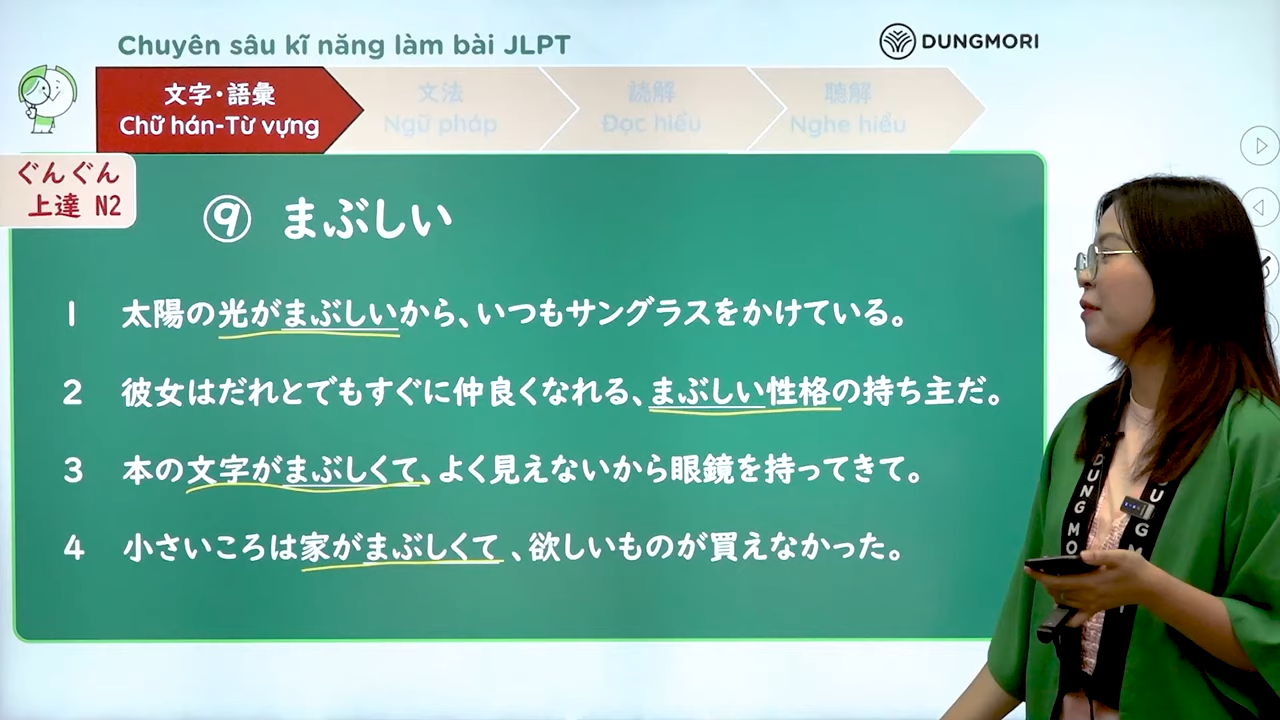 Chuyên sâu kĩ năng làm bài JLPT
DUNGMORI
文字・語彙
Chữ hán-Từ vựng
文法
Ngữ pháp
読解
Đọc hiểu
聴解
Nghe hiểu
ぐんぐん
上達 N2
⑨ まぶしい
1 太陽の光がまぶしいから、いつもサングラスをかけている。
2 彼女はだれとでもすぐに仲良くなれる、まぶしい性格の持ち主だ。
3 本の文字がまぶしくて、よく見えないから眼鏡を持ってきて。
4 小さいころは家がまぶしくて、欲しいものが買えなかった。
DUNG MO
U
G
M